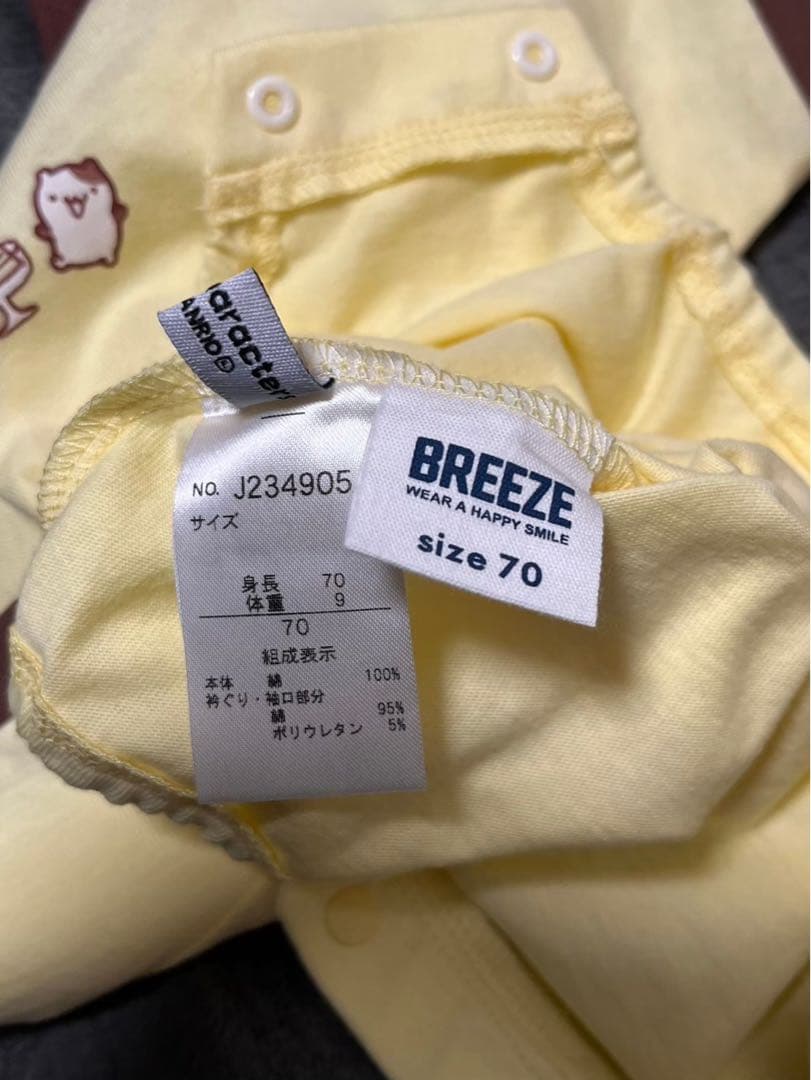 aracters
ANRIO
NO. J234905
サイズ
身長 70
体重 9
70
組成表示
本体 綿 100%
衿ぐり・袖口部分
綿 95%
ポリウレタン 5%
BREEZE
WEAR A HAPPY SMILE
size 70